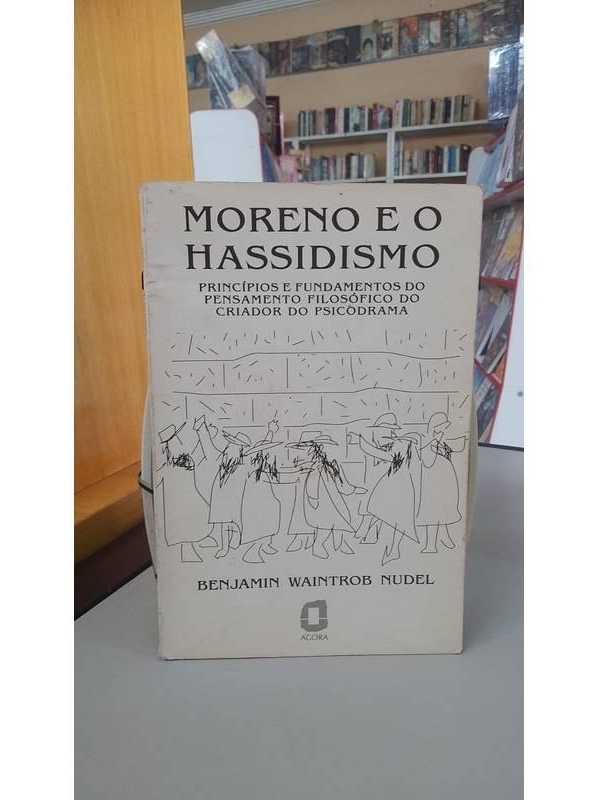 MORENO E O
HASSIDISMO
PRINCÍPIOS E FUNDAMENTOS DO
PENSAMENTO FILOSÓFICO DO
CRIADOR DO PSICODRAMA
BENJAMIN WAINTROB NUDEL
ÁGORA